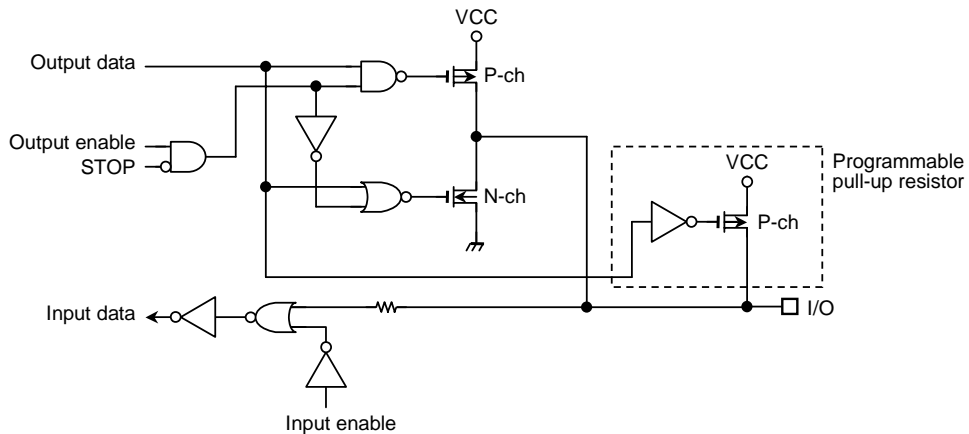 VCC
Output data
P-ch
Output enable
STOP
VCC
Programmable
pull-up resistor
N-ch
P-ch
Input data
I/O
Input enable